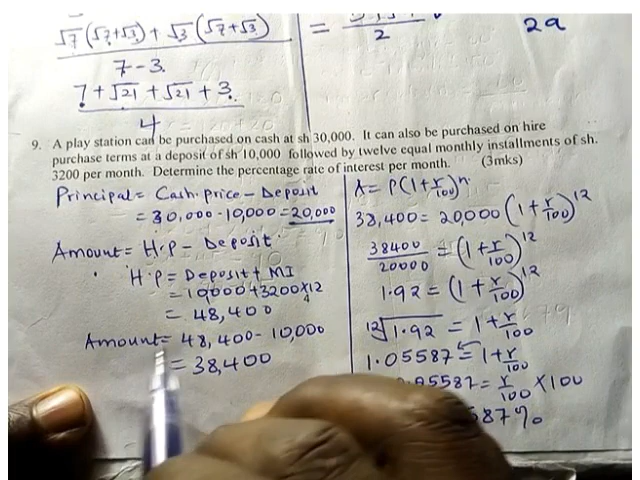 √7(√7+√3)+√3(√7+√3) =
7-3
2
2a
7+√21+√21+3
4
9. A play station can be purchased on cash at sh 30,000. It can also be purchased on hire
purchase terms at a deposit of sh 10,000 followed by twelve equal monthly installments of sh.
3200 per month. Determine the percentage rate of interest per month. (3mks)
Principal= Cash.price - Deposit
= 30,000-10,000=20,000
Amount= H.P - Deposit
H.P = Deposit + MI
= 10000+3200×12
= 48,400
Amount= 48,400-10,000
= 38,400
A= P(1+r/100)ⁿ
38,400= 20,000(1+r/100)¹²
38400/20000 = (1+r/100)¹²
1.92 = (1+r/100)¹²
¹²√1.92 = 1+r/100
1.05587 = 1+r/100
.05587= r/100 ×100
587%